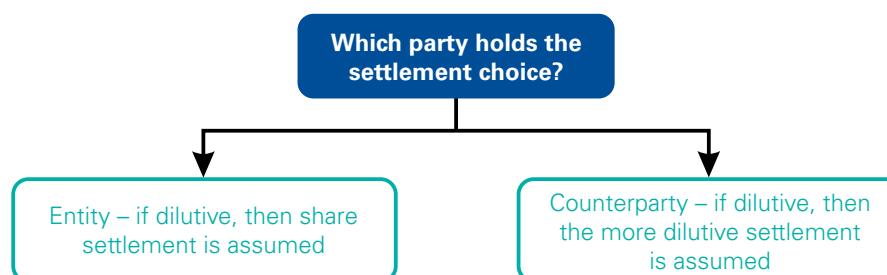 Which party holds the
settlement choice?
Entity – if dilutive, then share
settlement is assumed
Counterparty – if dilutive, then
the more dilutive settlement
is assumed